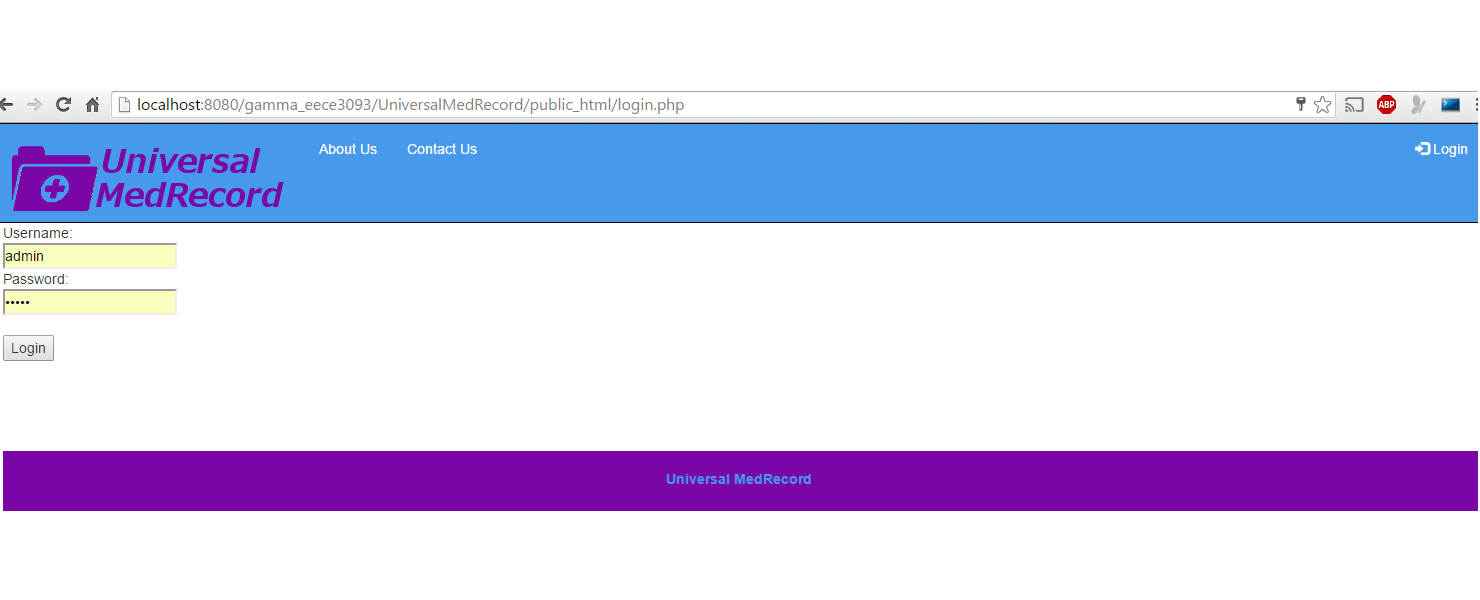 localhost:8080/gamma_eece3093/UniversalMedRecord/public_html/login.php
ABP
Universal
MedRecord
About Us
Contact Us
Login
Username:
admin
Password:
•••••
Login
Universal MedRecord